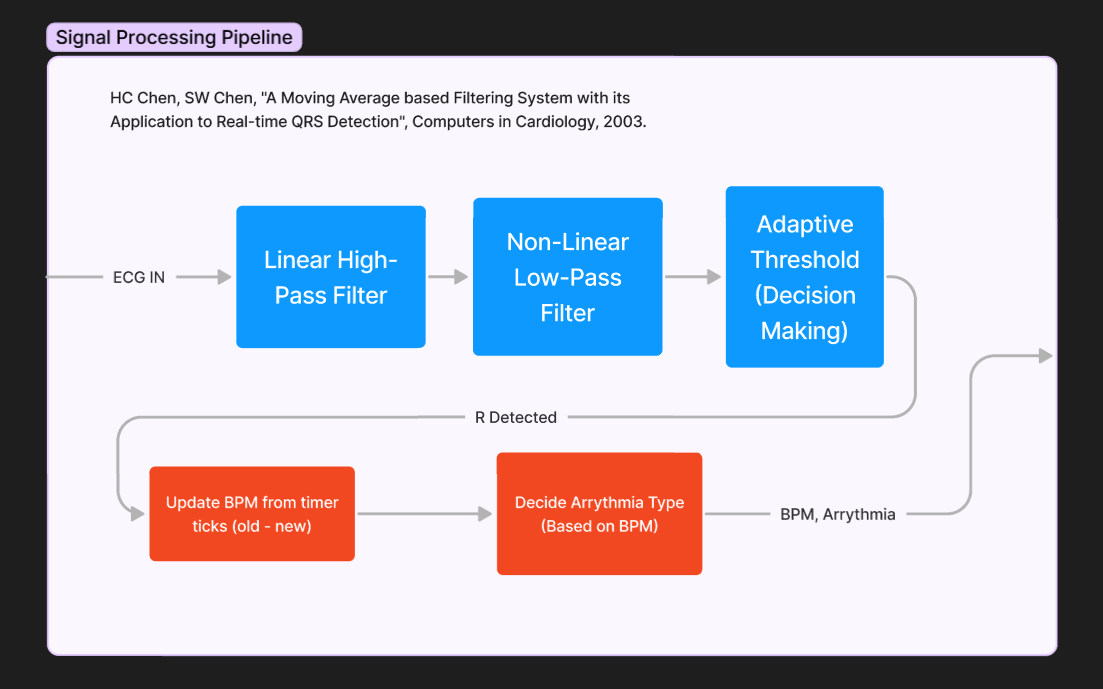 Signal Processing Pipeline
HC Chen, SW Chen, "A Moving Average based Filtering System with its
Application to Real-time QRS Detection", Computers in Cardiology, 2003.
ECG IN
Linear High-
Pass Filter
Non-Linear
Low-Pass
Filter
Adaptive
Threshold
(Decision
Making)
R Detected
Update BPM from timer
ticks (old - new)
Decide Arrythmia Type
(Based on BPM)
BPM, Arrythmia